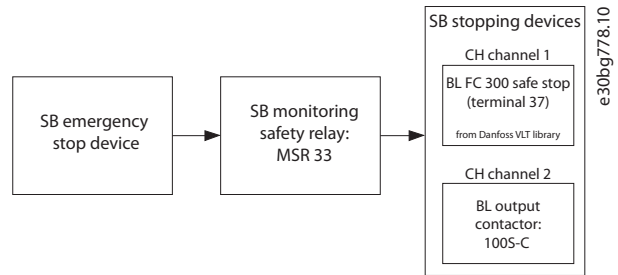 SB emergency
stop device
SB monitoring
safety relay:
MSR 33
SB stopping devices
CH channel 1
BL FC 300 safe stop
(terminal 37)
from Danfoss VLT library
CH channel 2
BL output
contactor:
100S-C
e30bg778.10